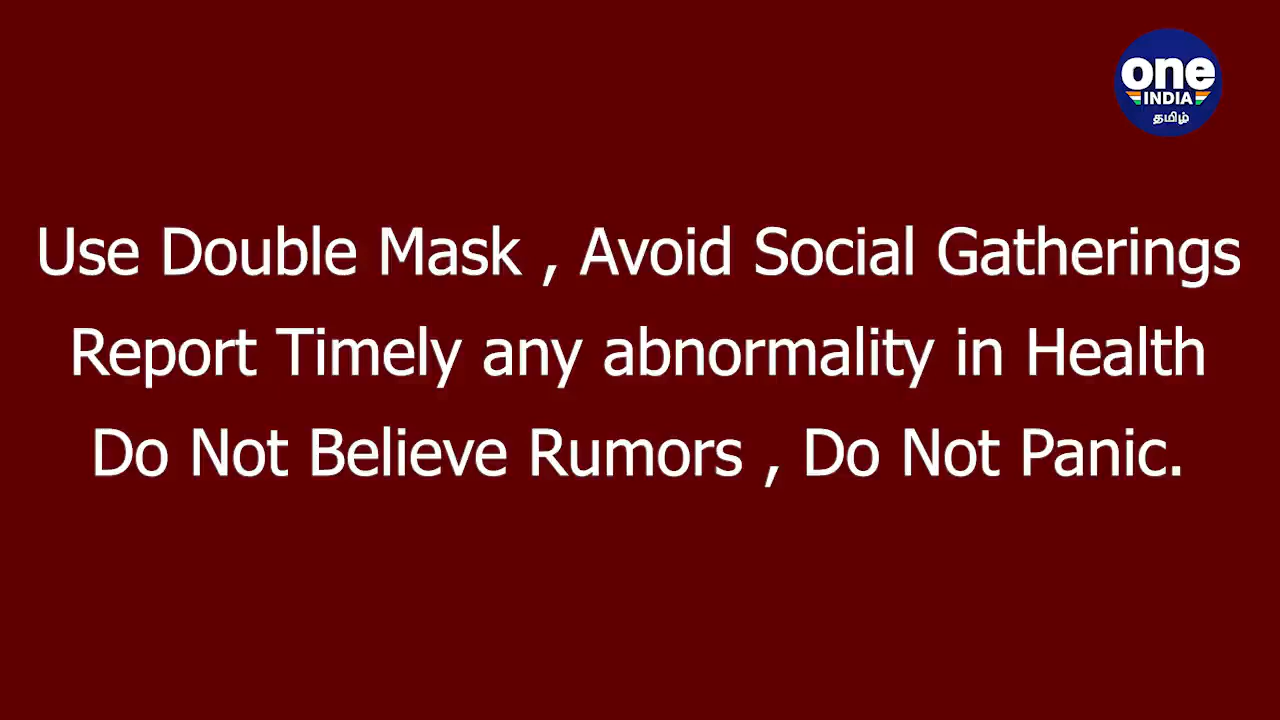 one
INDIA
தமிழ்
Use Double Mask , Avoid Social Gatherings
Report Timely any abnormality in Health
Do Not Believe Rumors , Do Not Panic.